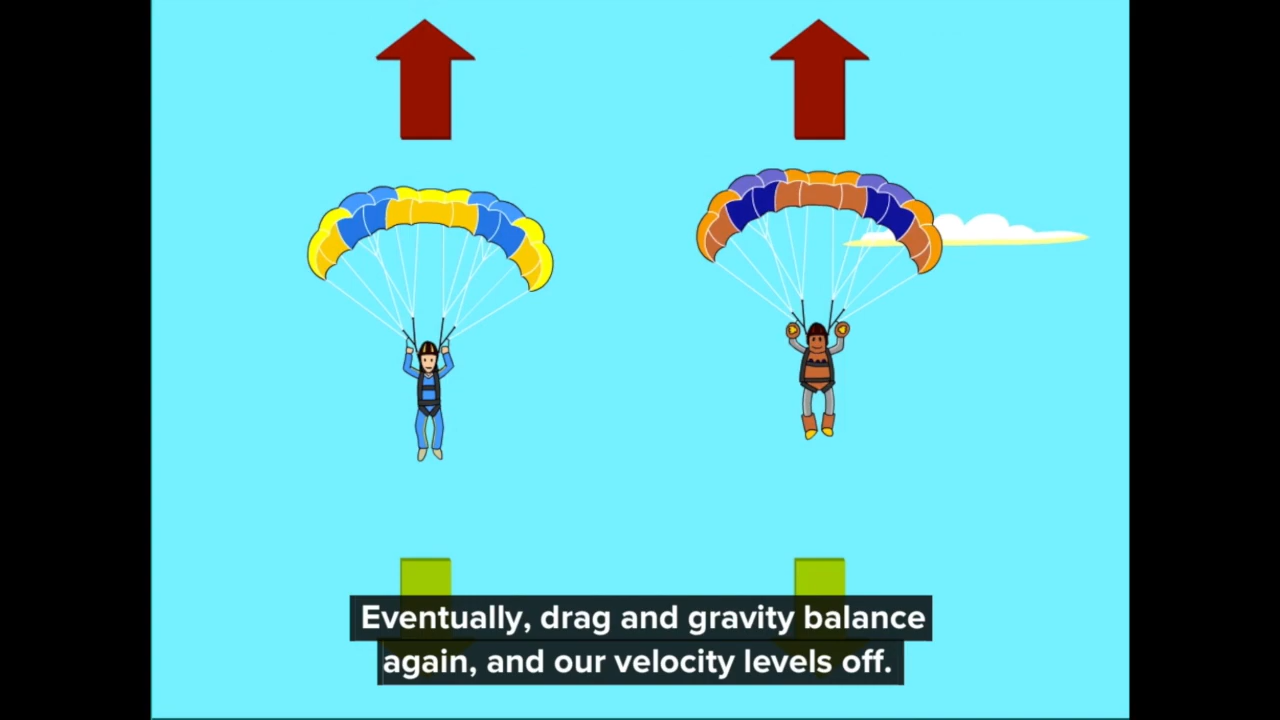 Eventually, drag and gravity balance
again, and our velocity levels off.